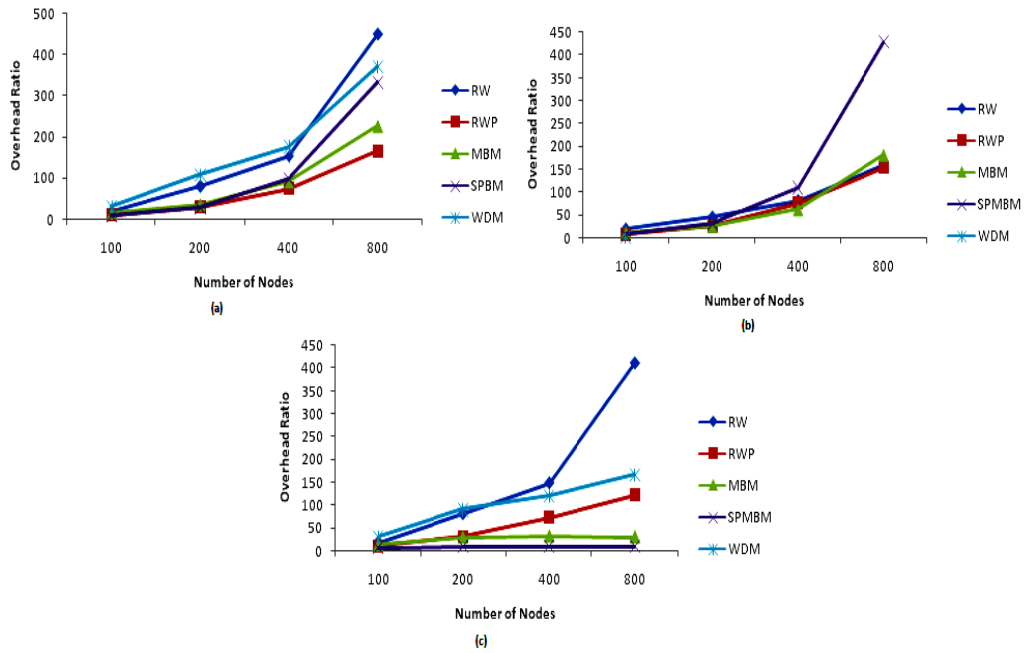 Overhead Ratio
500
400
300
200
100
0
100 200 400 800
Number of Nodes
(a)
RW
RWP
MBM
SPBM
WDM
Overhead Ratio
450
400
350
300
250
200
150
100
50
0
100 200 400 800
Number of Nodes
(b)
RW
RWP
MBM
SPMBM
WDM
Overhead Ratio
450
400
350
300
250
200
150
100
50
0
100 200 400 800
Number of Nodes
(c)
RW
RWP
MBM
SPMBM
WDM